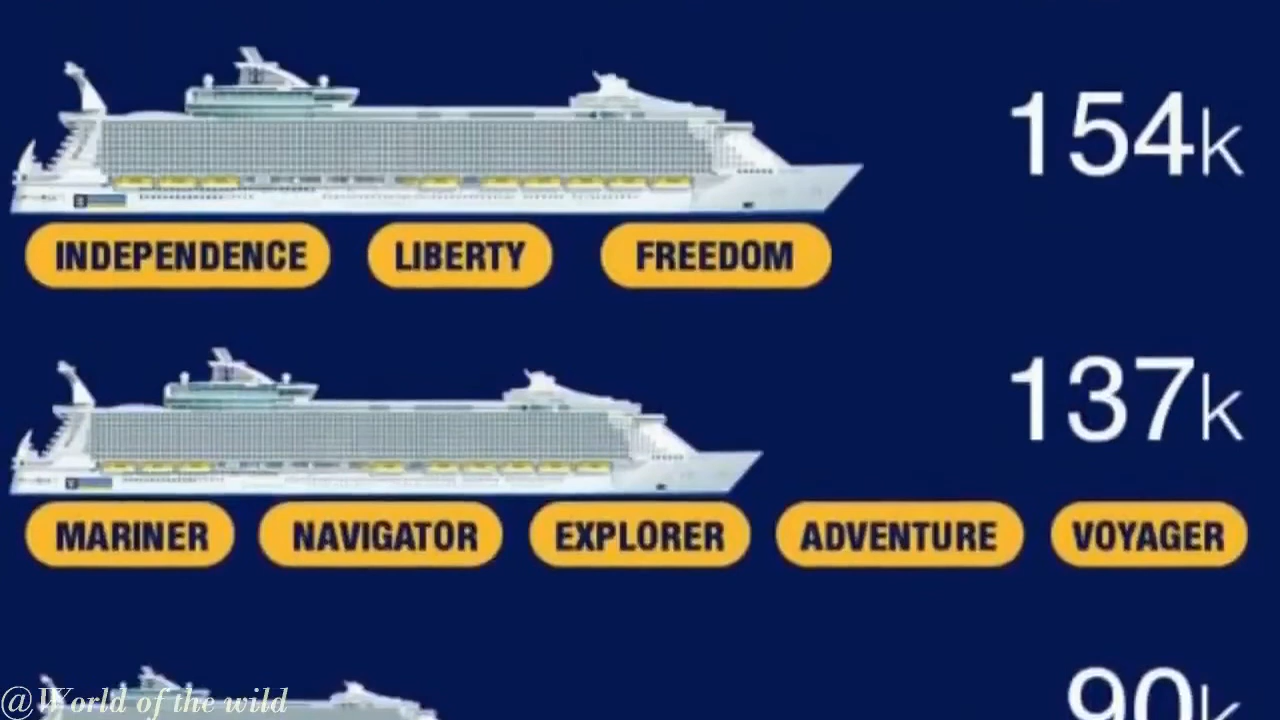 154k
INDEPENDENCE LIBERTY FREEDOM
137k
MARINER NAVIGATOR EXPLORER ADVENTURE VOYAGER
90k
@World of the wild